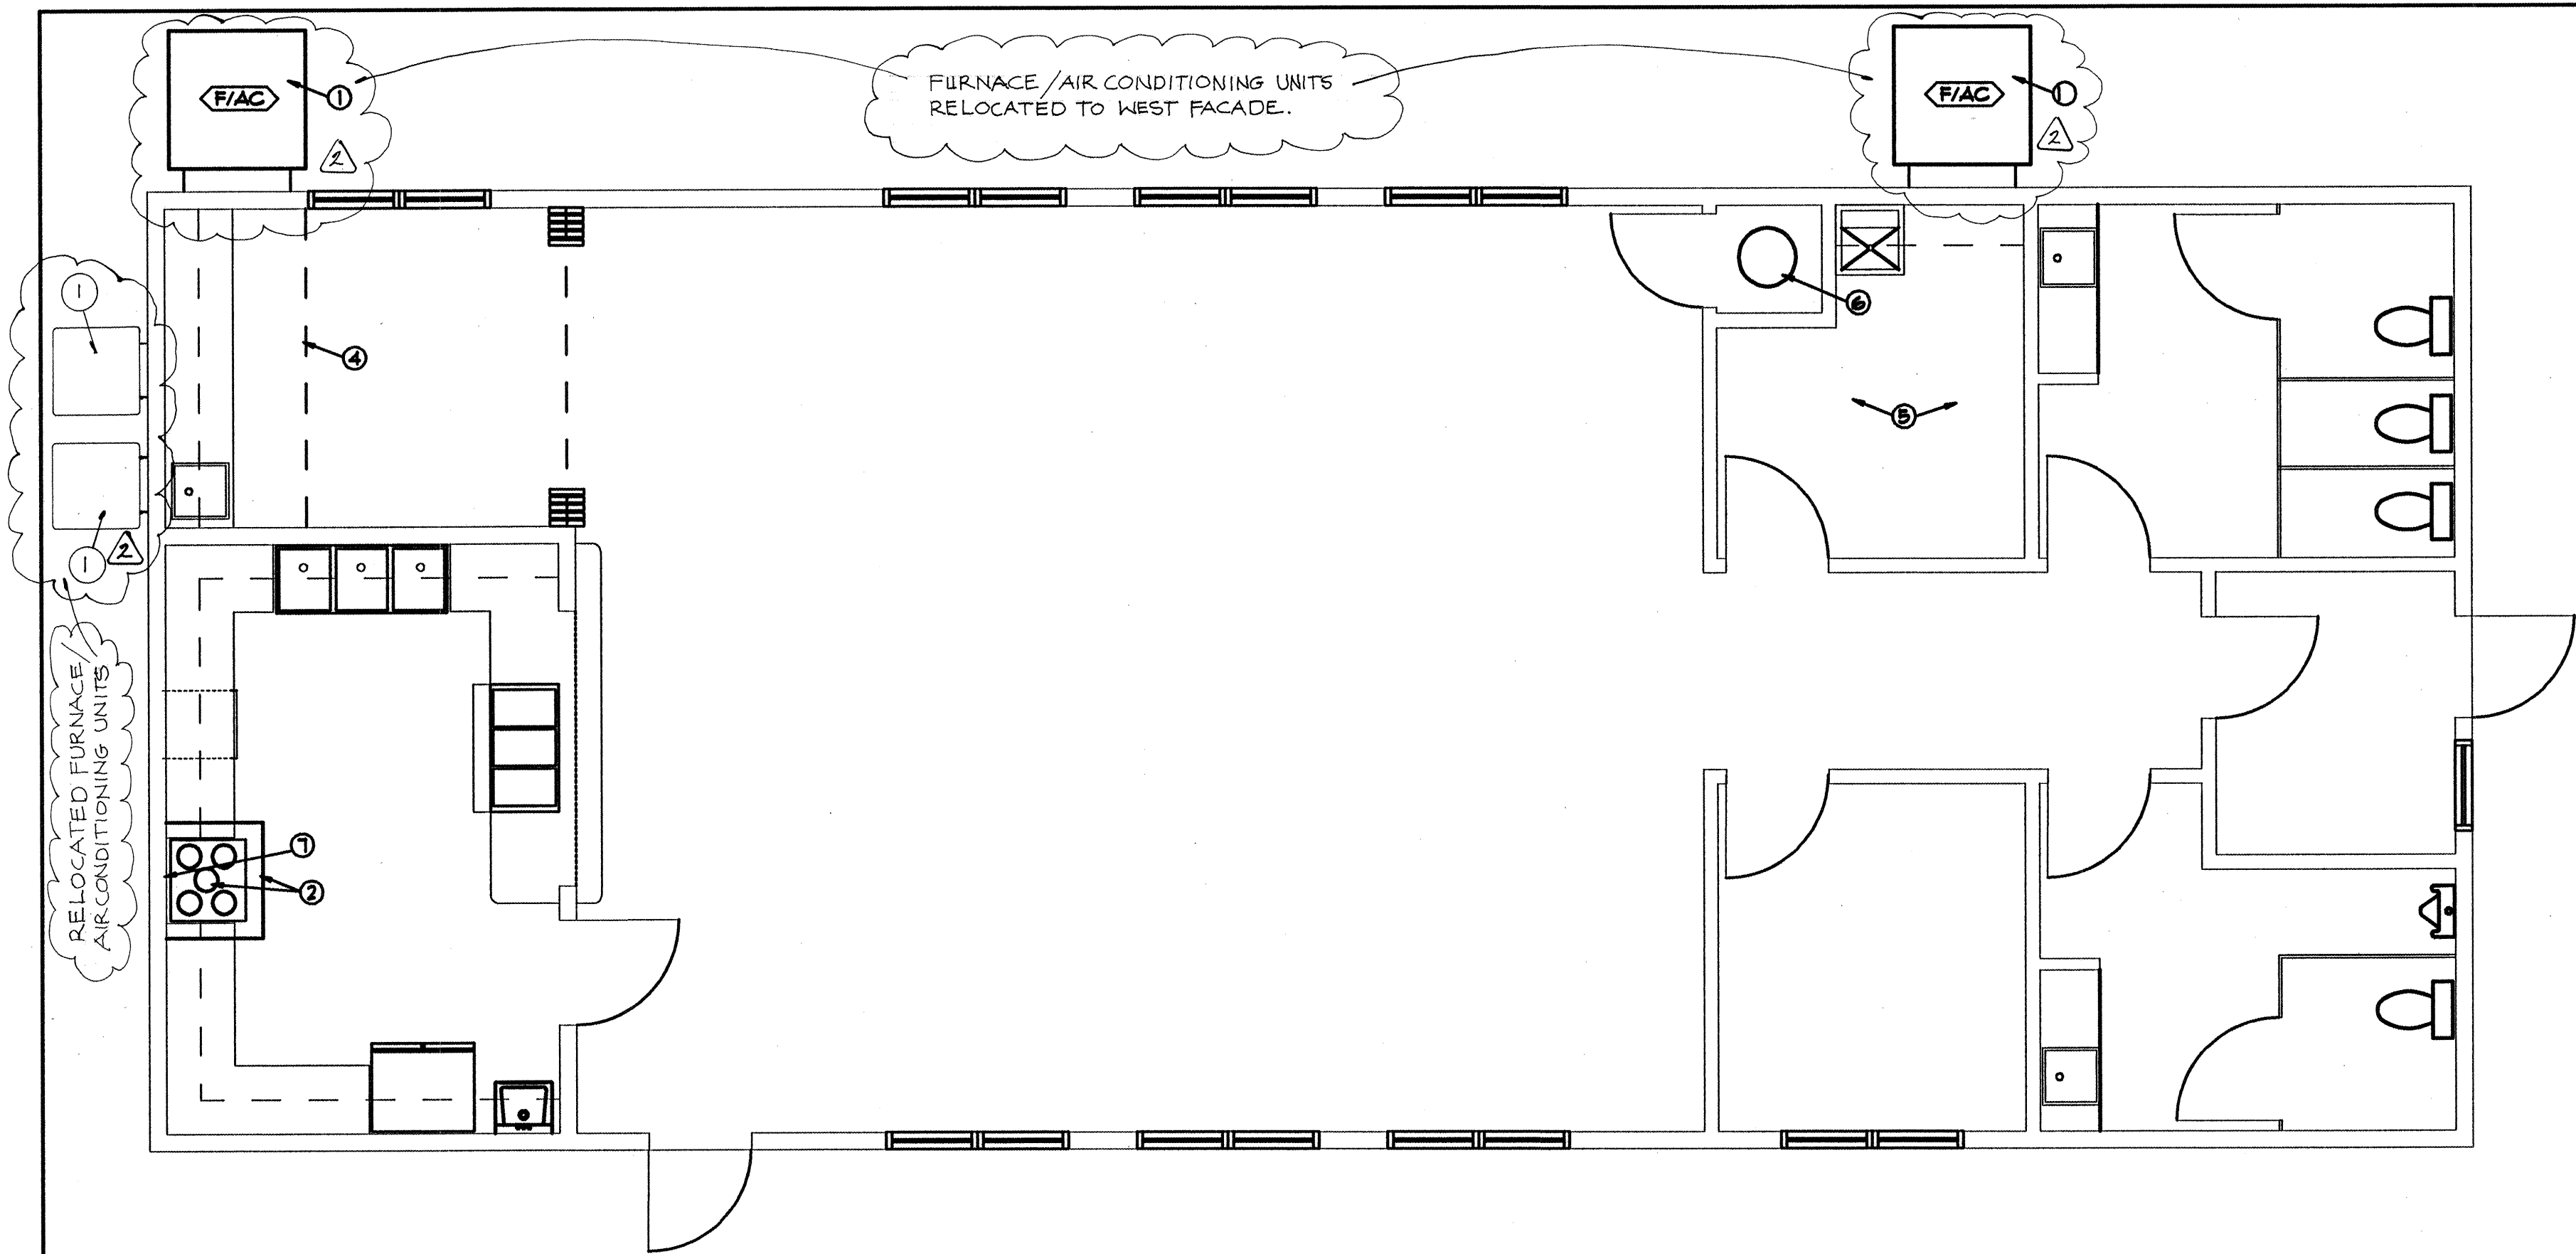 F/AC
1
2
FURNACE/AIR CONDITIONING UNITS
RELOCATED TO WEST FACADE.
F/AC
1
2
1
4
6
5
1
2
RELOCATED FURNACE/
AIRCONDITIONING UNITS
7
2